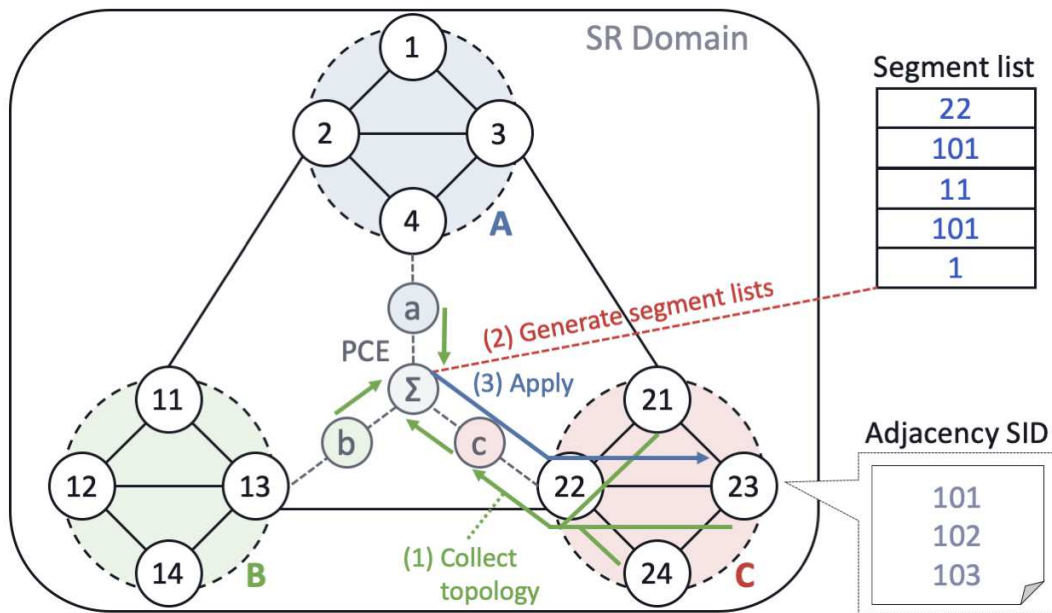 SR Domain
1
2
3
4
A
Segment list
22
101
11
101
1
a
(2) Generate segment lists
PCE
Σ
(3) Apply
b
c
11
12
13
14
B
21
22
23
24
C
(1) Collect
topology
Adjacency SID
101
102
103